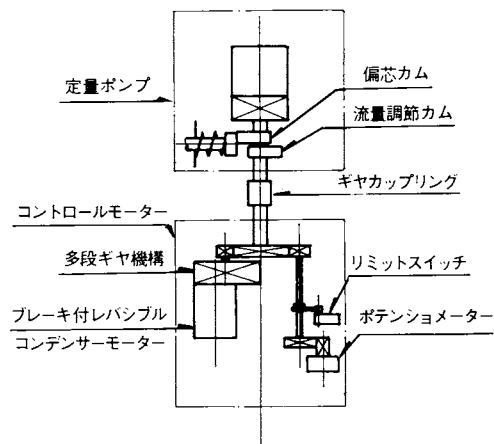 偏芯カム
定量ポンプ
流量調節カム
ギヤカップリング
コントロールモーター
多段ギヤ機構
リミットスイッチ
ブレーキ付レバシブル
コンデンサーモーター
ポテンショメーター